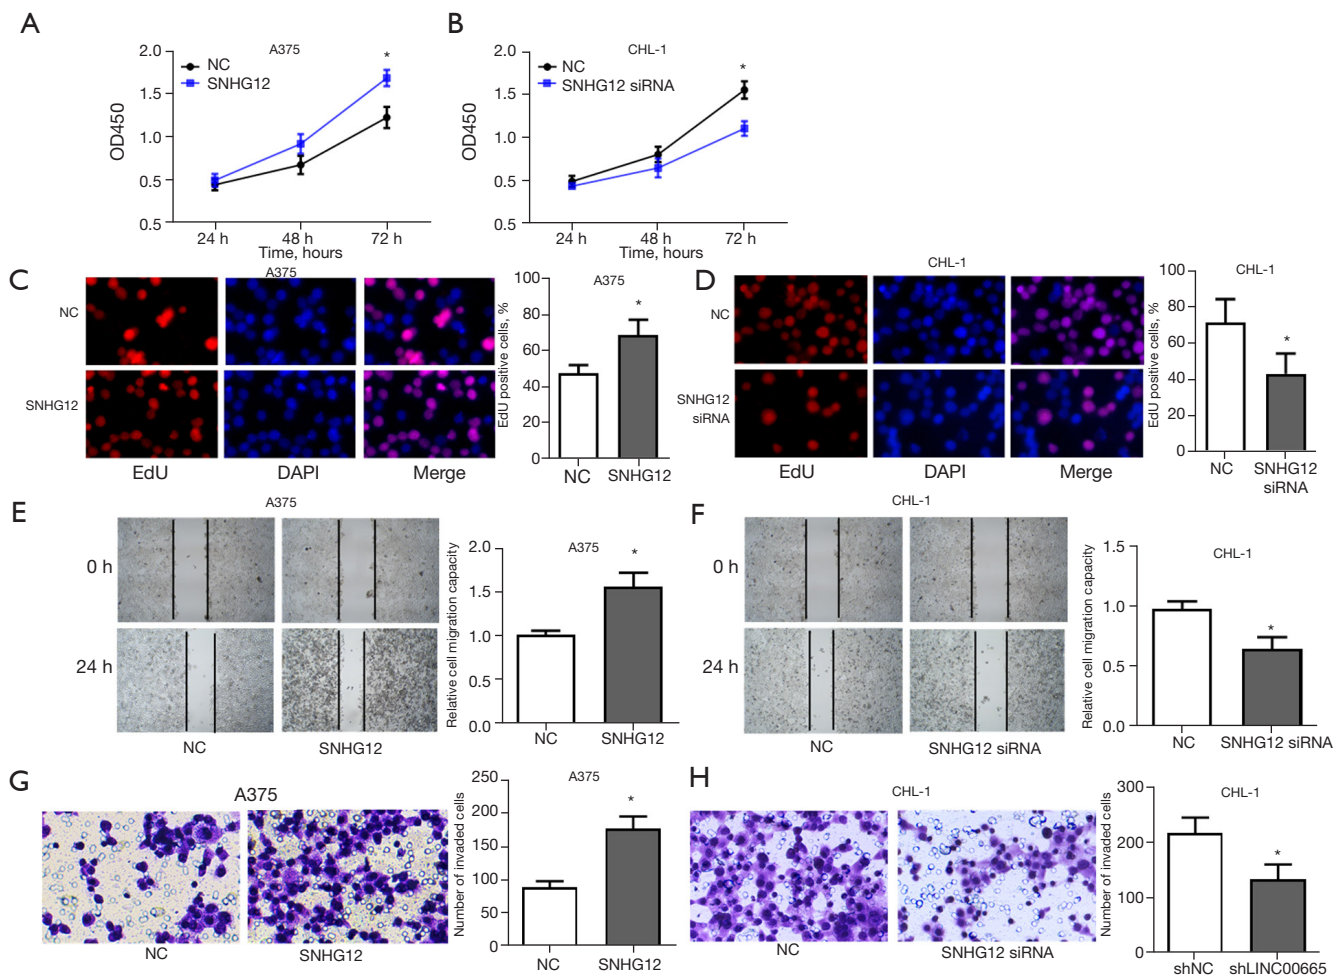 A
A375
2.0
1.5
1.0
0.5
0.5
OD450
NC
SNHG12
*
24 h
48 h
72 h
Time, hours
B
CHL-1
2.0
1.5
1.0
0.5
0.5
OD450
NC
SNHG12 siRNA
*
24 h
48 h
72 h
Time, hours
C
A375
NC
SNHG12
EdU
DAPI
Merge
EdU positive cells, %
100
80
60
40
20
0
A375
*
NC
SNHG12
D
CHL-1
NC
SNHG12
siRNA
EdU
DAPI
Merge
EdU positive cells, %
100
80
60
40
20
0
CHL-1
*
NC
SNHG12
siRNA
E
A375
0 h
24 h
NC
SNHG12
Relative cell migration capacity
2.0
1.5
1.0
0.5
0.0
A375
*
NC
SNHG12
F
CHL-1
0 h
24 h
NC
SNHG12 siRNA
Relative cell migration capacity
1.5
1.0
0.5
0.0
CHL-1
*
NC
SNHG12 siRNA
G
A375
NC
SNHG12
Number of invaded cells
250
200
150
100
50
0
A375
*
NC
SNHG12
H
CHL-1
NC
SNHG12 siRNA
Number of invaded cells
300
200
100
0
CHL-1
*
shNC
shLINC00665